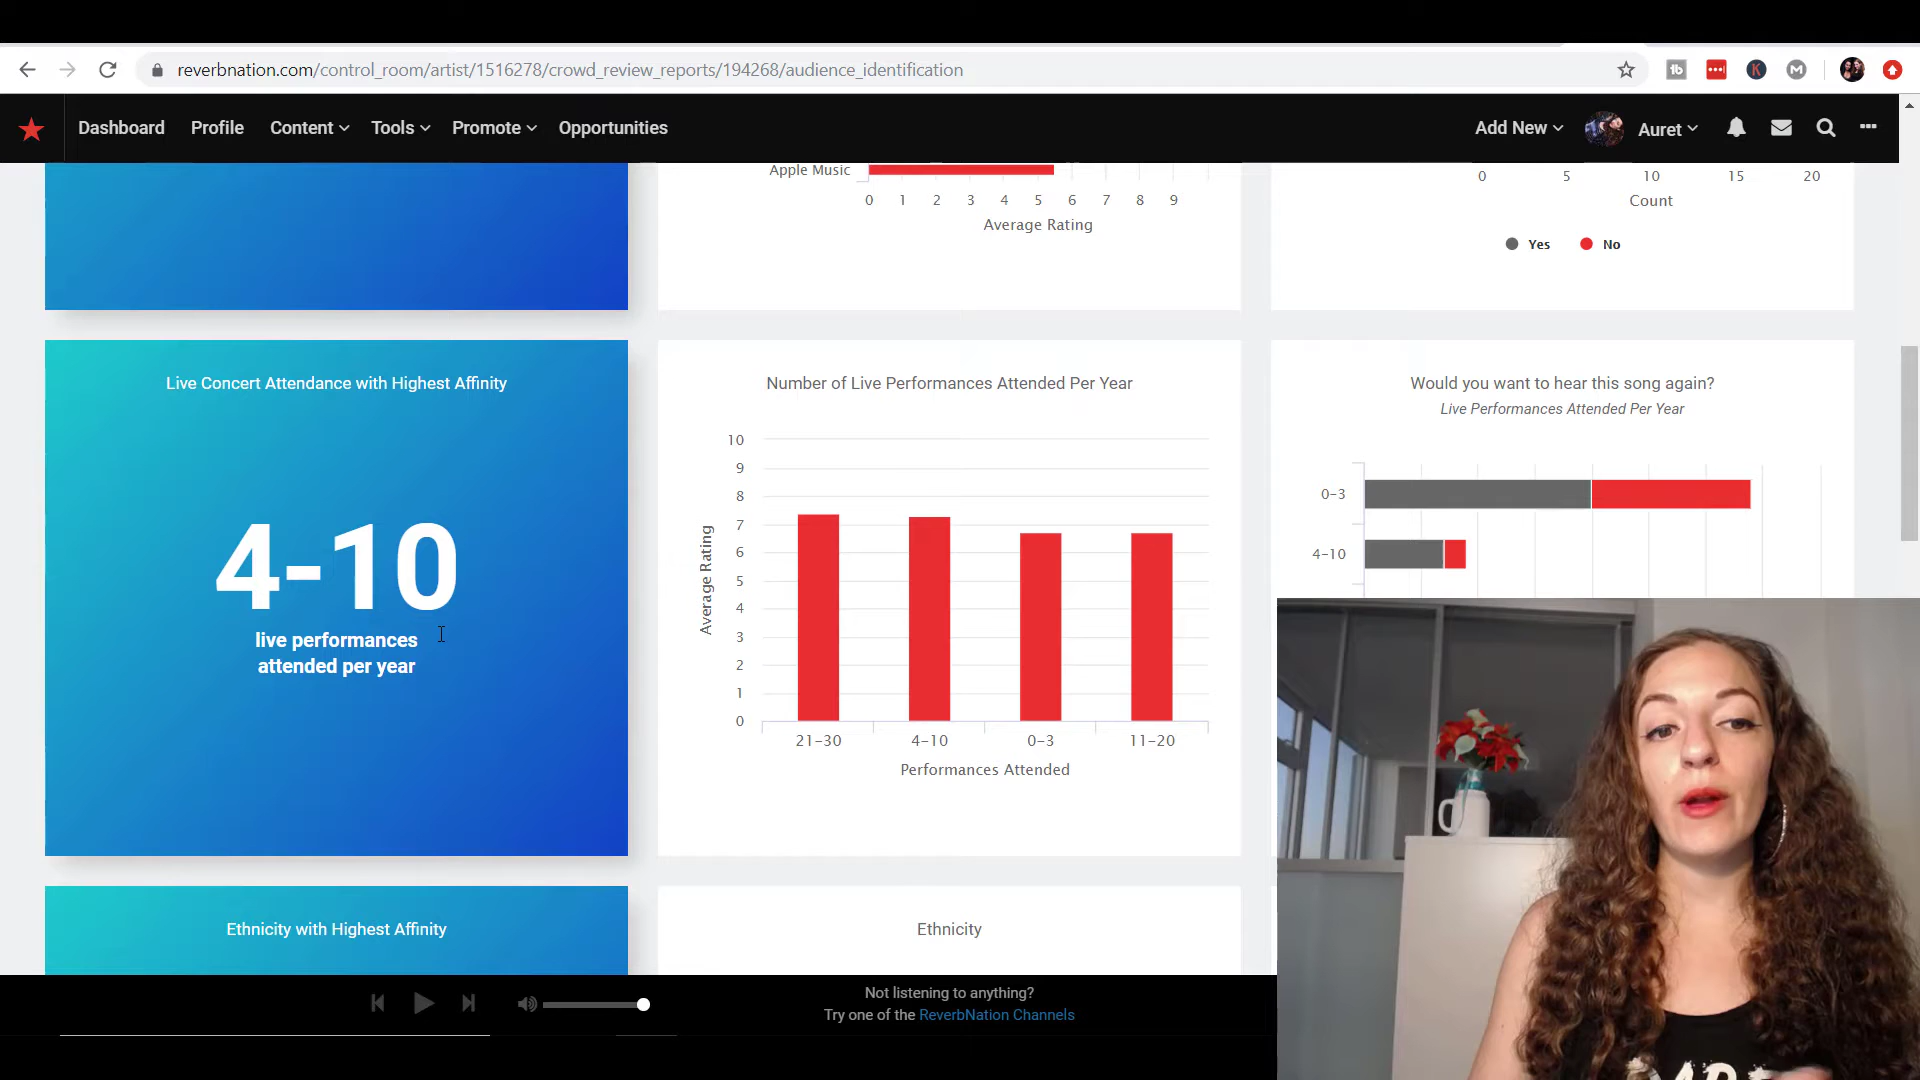 reverbnation.com/control_room/artist/1516278/crowd_review_reports/194268/audience_identification
Dashboard Profile Content Tools Promote Opportunities Add New Auret
Apple Music
0 1 2 3 4 5 6 7 8 9
Average Rating
0 5 10 15 20
Count
Yes No
Live Concert Attendance with Highest Affinity
4-10
live performances
attended per year
Number of Live Performances Attended Per Year
10
9
8
7
6
5
4
3
2
1
0
Average Rating
21-30 4-10 0-3 11-20
Performances Attended
Would you want to hear this song again?
Live Performances Attended Per Year
0-3
4-10
Ethnicity with Highest Affinity
Ethnicity
Not listening to anything?
Try one of the ReverbNation Channels